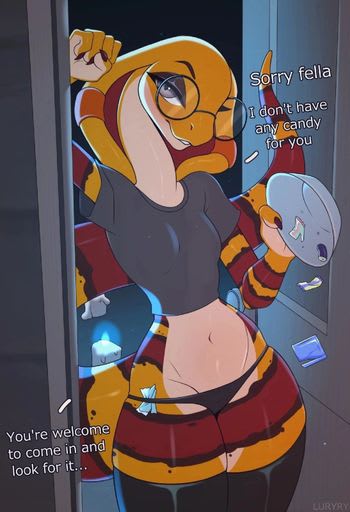 Sorry fella
I don't have
any candy
for you
You're welcome
to come in and
look for it...
LURYRY